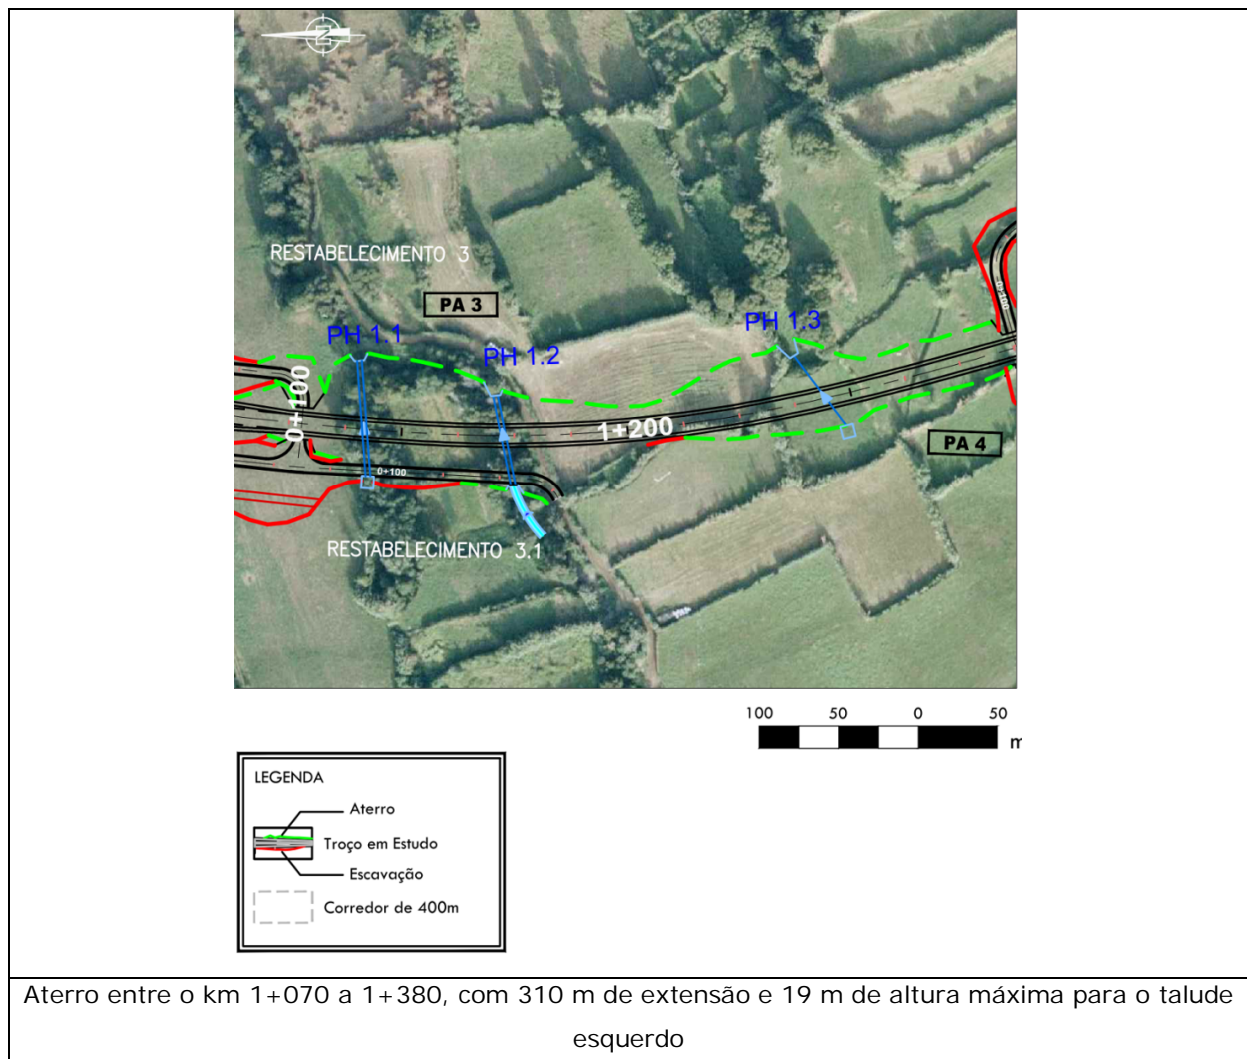 N
RESTABELECIMENTO 3
PA 3
PH 1.1
PH 1.2
PH 1.3
0+100
0+100
1+200
0+100
PA 4
RESTABELECIMENTO 3.1
100 50 0 50
m
LEGENDA
Aterro
Troço em Estudo
Escavação
Corredor de 400m
Aterro entre o km 1+070 a 1+380, com 310 m de extensão e 19 m de altura máxima para o talude
esquerdo